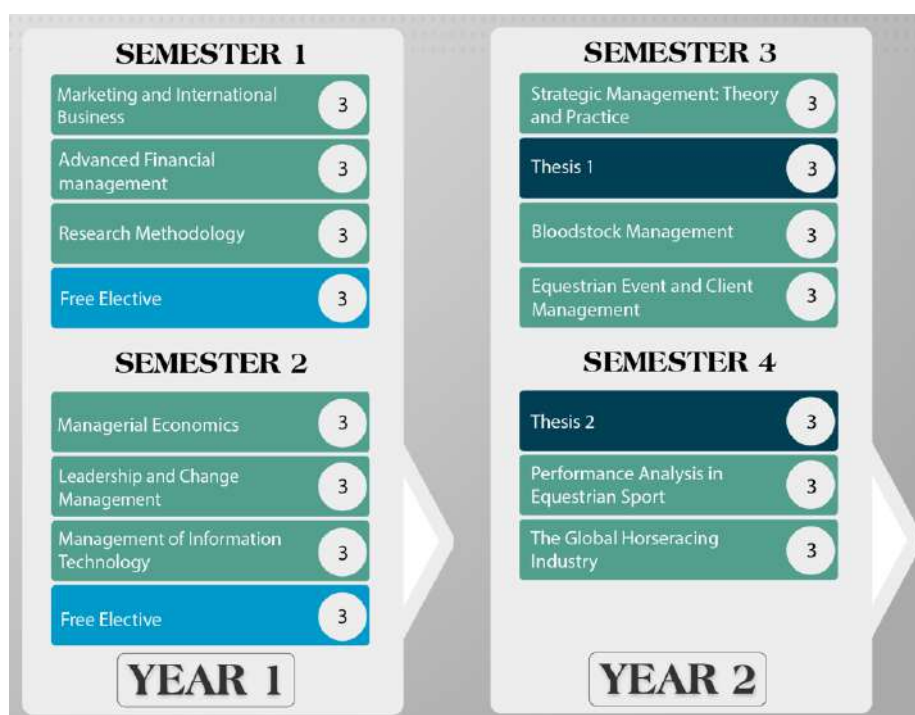 SEMESTER 1
Marketing and International
Business
3
Advanced Financial
management
3
Research Methodology
3
Free Elective
3
SEMESTER 2
Managerial Economics
3
Leadership and Change
Management
3
Management of Information
Technology
3
Free Elective
3
YEAR 1
SEMESTER 3
Strategic Management: Theory
and Practice
3
Thesis 1
3
Bloodstock Management
3
Equestrian Event and Client
Management
3
SEMESTER 4
Thesis 2
3
Performance Analysis in
Equestrian Sport
3
The Global Horseracing
Industry
3
YEAR 2